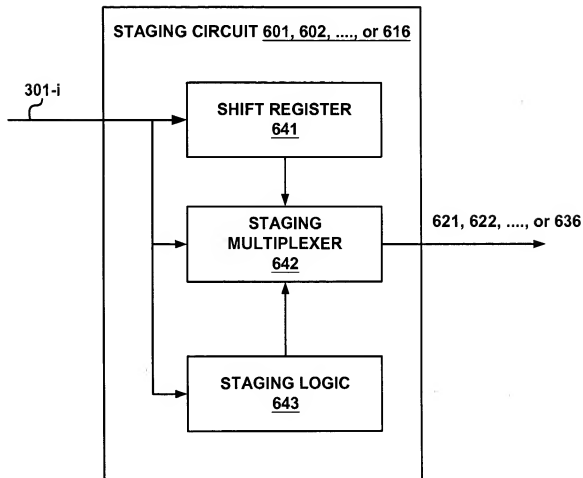 STAGING CIRCUIT 601, 602, ...., or 616
301-i
SHIFT REGISTER
641
STAGING
MULTIPLEXER
642
621, 622, ...., or 636
STAGING LOGIC
643